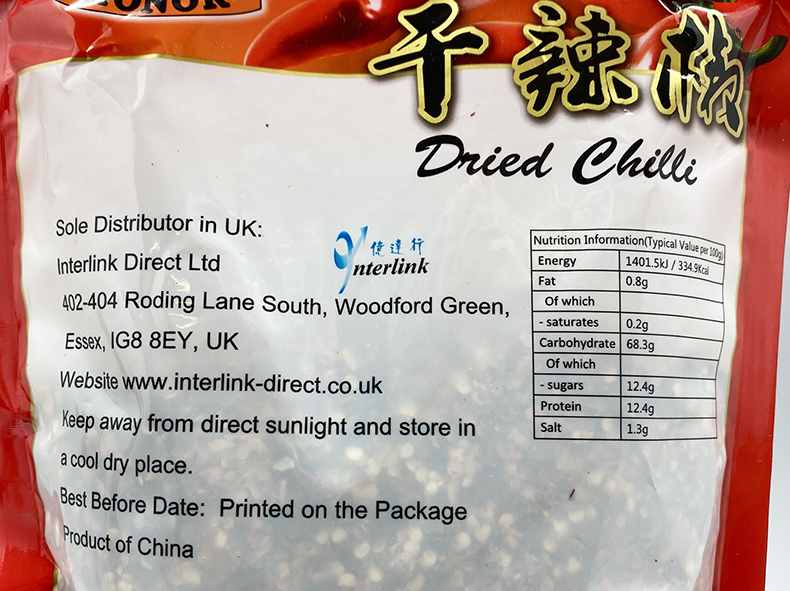 HONOR
干辣椒
Dried Chilli
Sole Distributor in UK:
Interlink Direct Ltd
402-404 Roding Lane South, Woodford Green,
Essex, IG8 8EY, UK
Website www.interlink-direct.co.uk
Keep away from direct sunlight and store in
a cool dry place.
Best Before Date: Printed on the Package
Product of China
億達行
Ynterlink
Nutrition Information(Typical Value per 100g)
Energy 1401.5kJ / 334.9Kcal
Fat 0.8g
Of which
- saturates 0.2g
Carbohydrate 68.3g
Of which
- sugars 12.4g
Protein 12.4g
Salt 1.3g